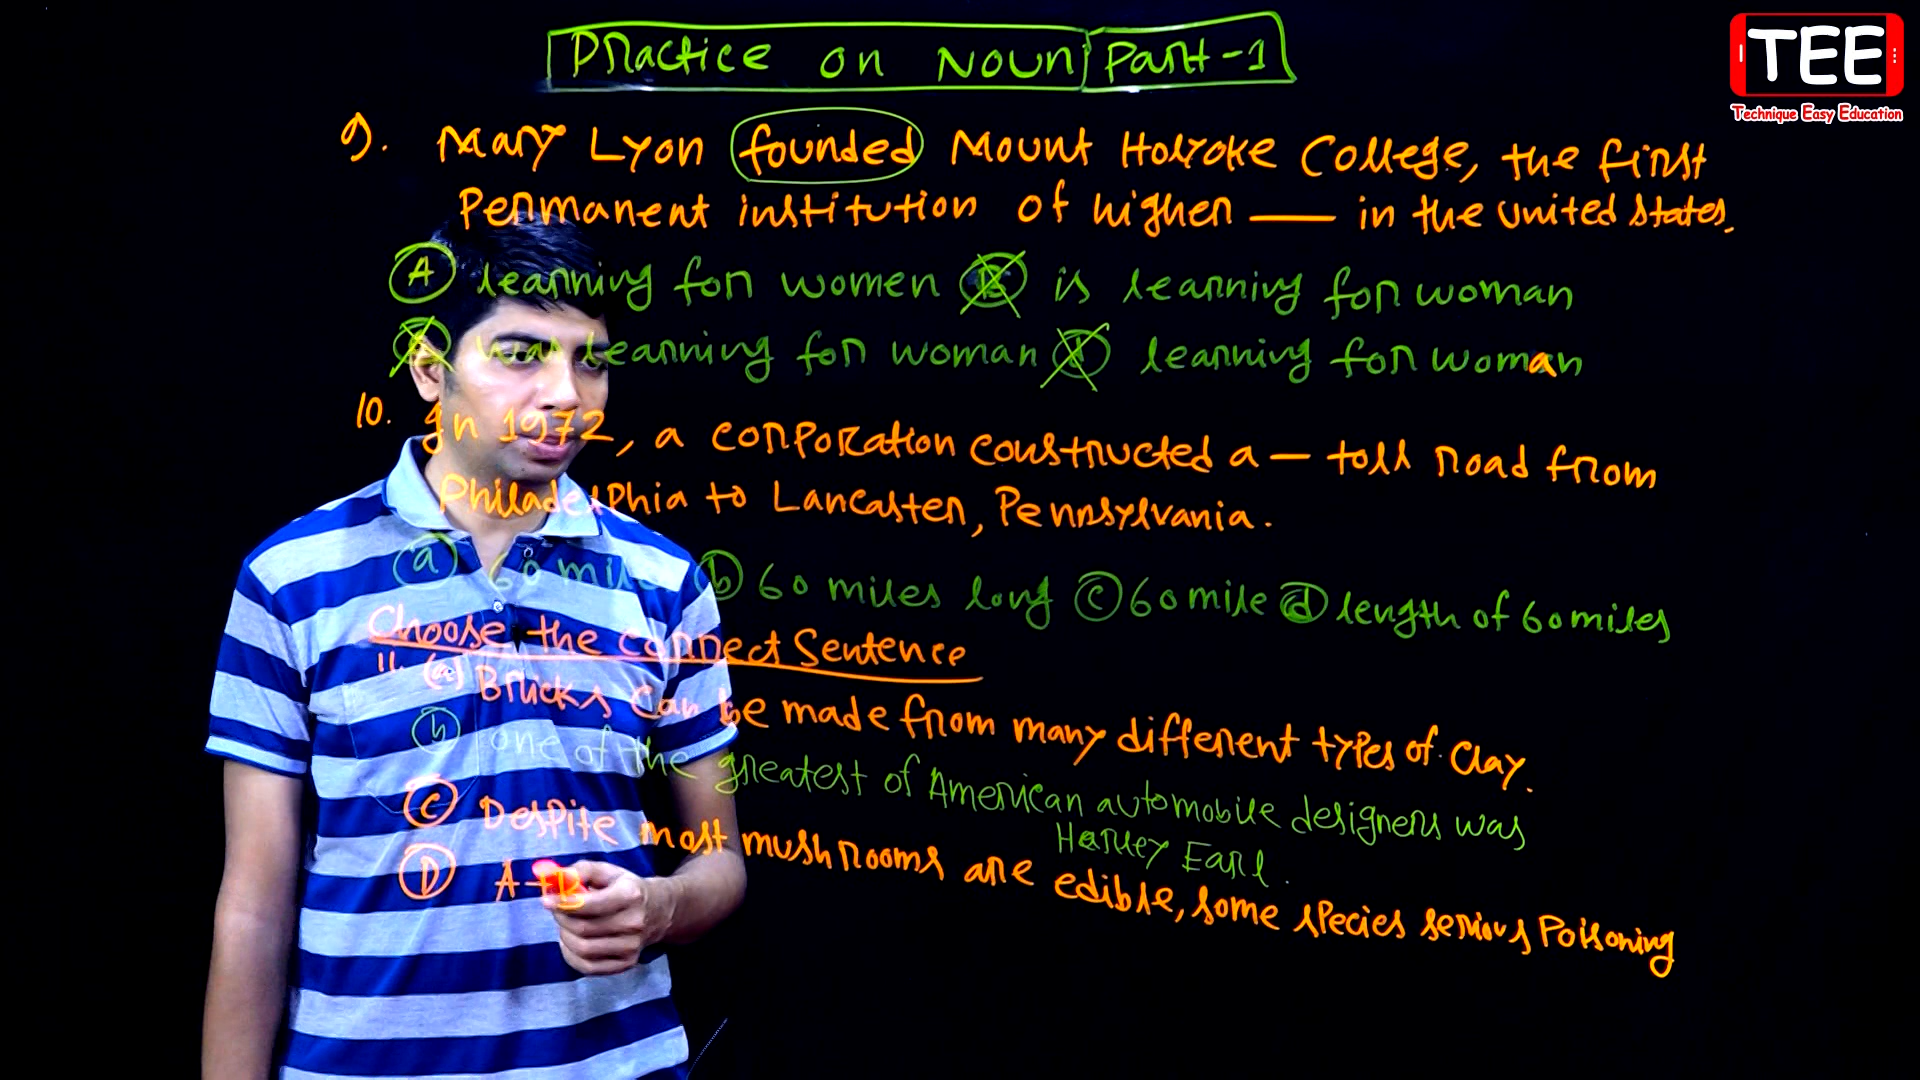 Practice on Noun Part-1
TEE
Technique Easy Education
9. Mary Lyon founded Mount Holyoke College, the first
Permanent institution of higher — in the united states.
A learning for women B is learning for woman
C was learning for woman D learning for woman
10. In 1972, a corporation constructed a — toll road from
Philadelphia to Lancaster, Pennsylvania.
a 60 miles b 60 miles long c 60 mile d length of 60 miles
Choose the correct Sentence
11. (a) Bricks can be made from many different types of clay.
b one of the greatest of American automobile designers was
Harley Earl.
c Despite most mushrooms are edible, some species serious Poisoning
D A+B